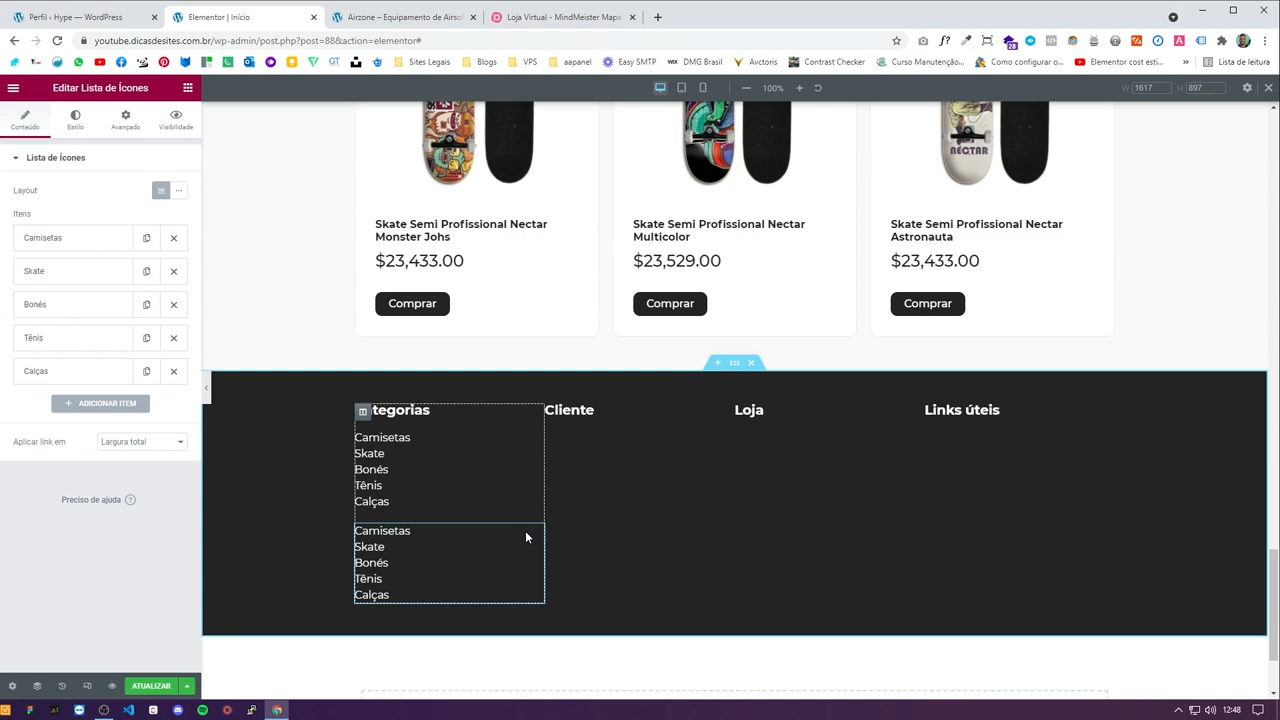 Perfil ‹ Hype — WordPress
Elementor | Início
Airzone – Equipamento de Airsof
Loja Virtual - MindMeister Mapa
youtube.dicasdesites.com.br/wp-admin/post.php?post=88&action=elementor#
Sites Legais
Blogs
VPS
aapanel
Easy SMTP
DMG Brasil
Avctoris
Contrast Checker
Curso Manutenção...
Como configurar o...
Elementor cost esti...
Lista de leitura
Editar Lista de Ícones
100%
W 1617
H 897
Conteúdo
Estilo
Avançado
Visibilidade
Lista de Ícones
Layout
Itens
Camisetas
Skate
Bonés
Tênis
Calças
ADICIONAR ITEM
Aplicar link em
Largura total
Preciso de ajuda
ATUALIZAR
NECTAR
Skate Semi Profissional Nectar
Monster Johs
$23,433.00
Comprar
Skate Semi Profissional Nectar
Multicolor
$23,529.00
Comprar
Skate Semi Profissional Nectar
Astronauta
$23,433.00
Comprar
tegorias
Cliente
Loja
Links úteis
Camisetas
Skate
Bonés
Tênis
Calças
Camisetas
Skate
Bonés
Tênis
Calças
12:48